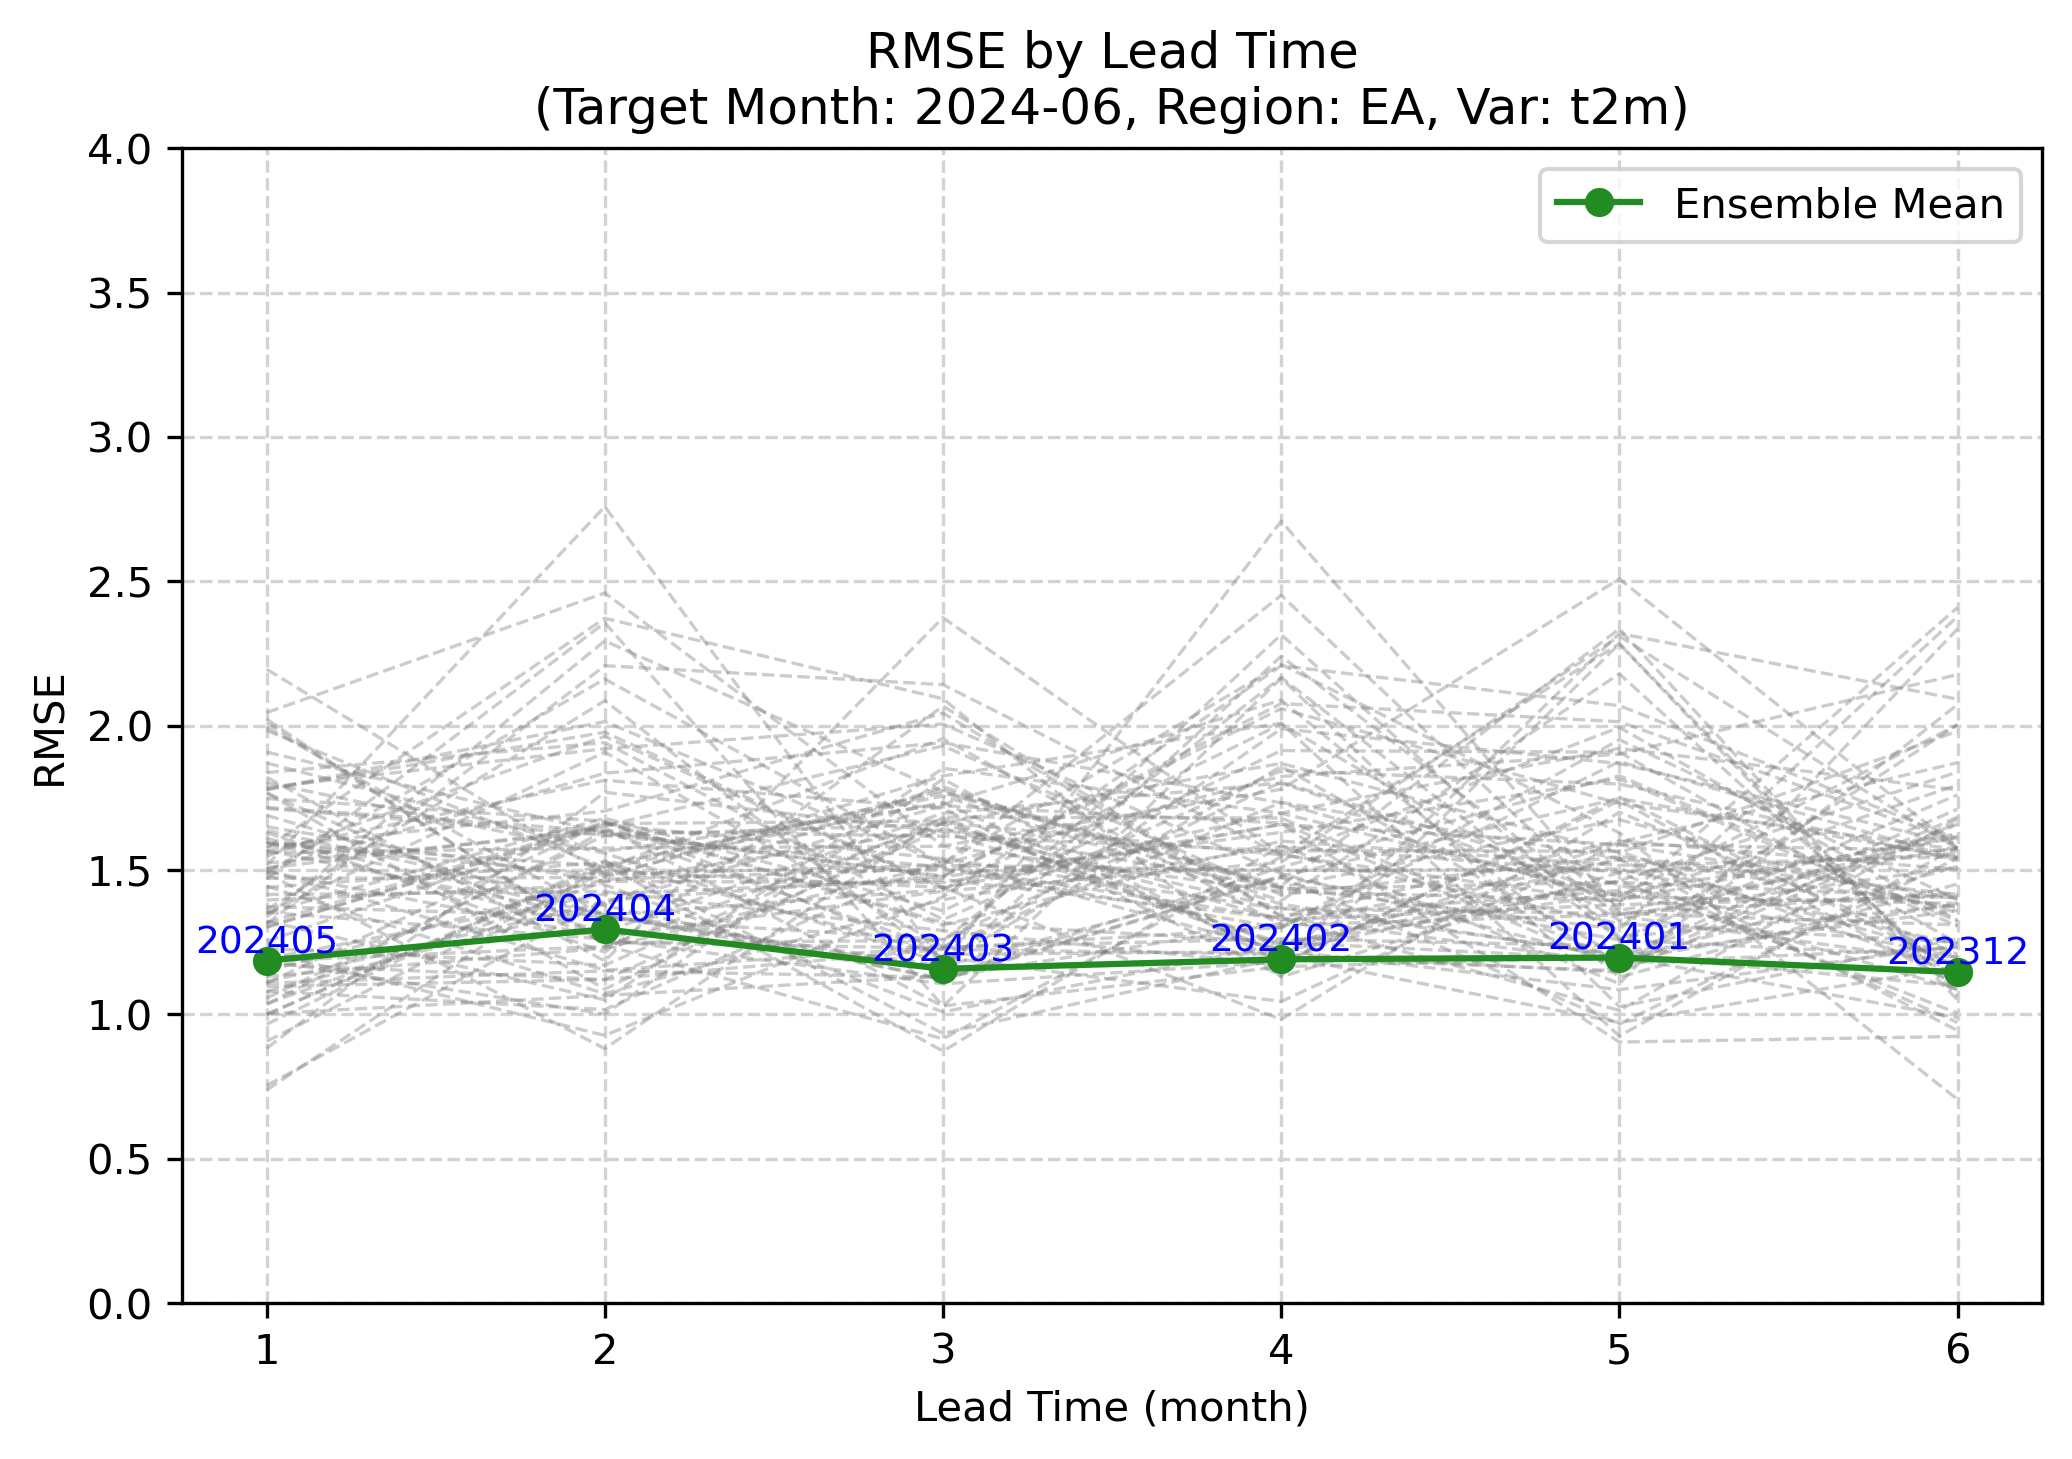 RMSE by Lead Time
(Target Month: 2024-06, Region: EA, Var: t2m)
Ensemble Mean
RMSE
4.0
3.5
3.0
2.5
2.0
1.5
1.0
0.5
0.0
202405
202404
202403
202402
202401
202312
1 2 3 4 5 6
Lead Time (month)